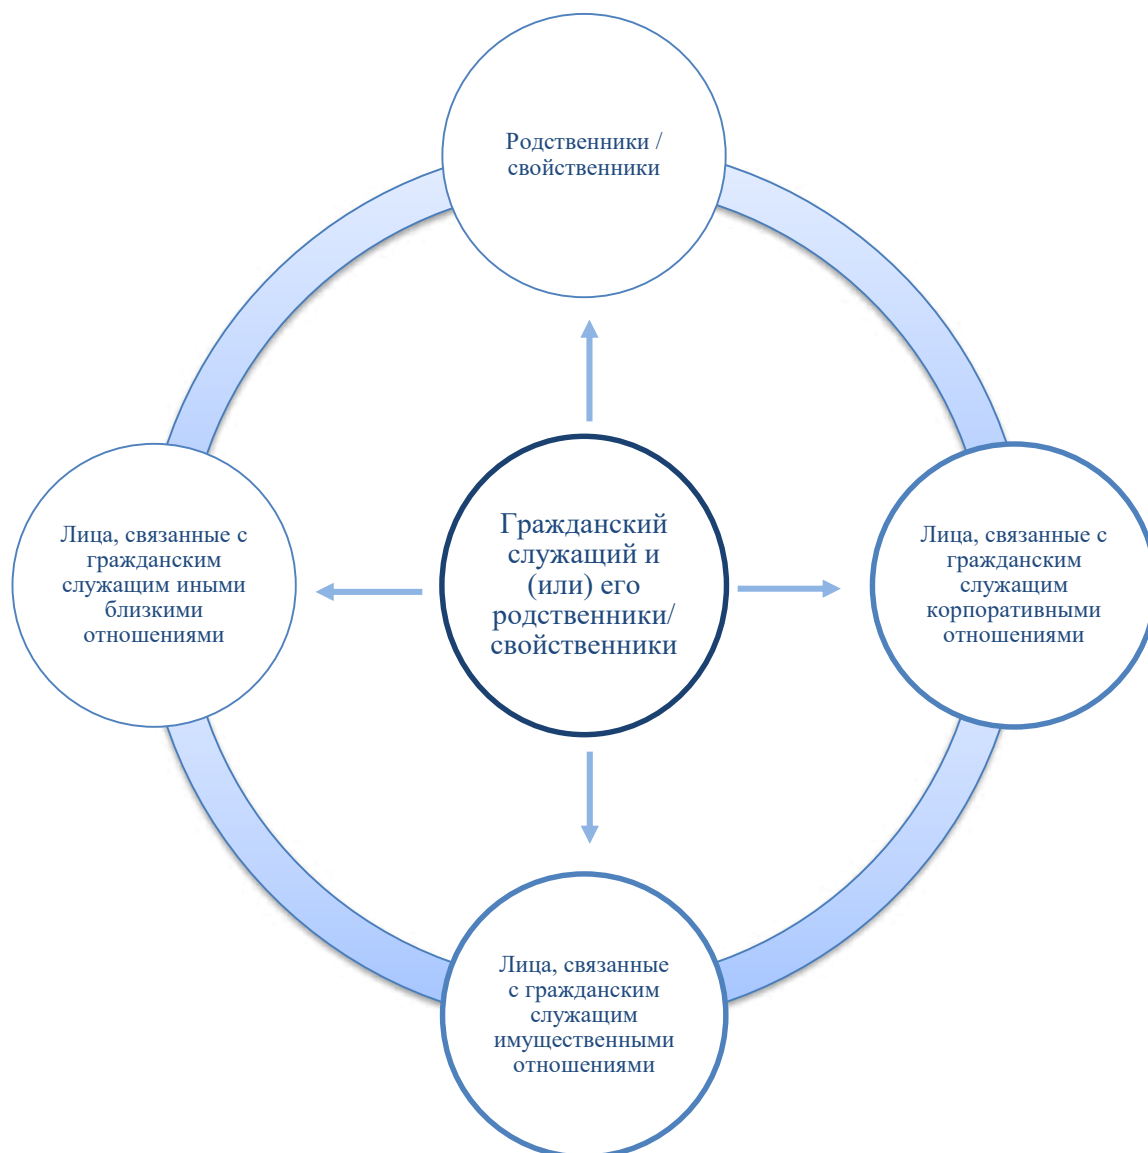 Родственники /
свойственники
Лица, связанные с
гражданским
служащим иными
близкими
отношениями
Гражданский
служащий и
(или) его
родственники/
свойственники
Лица, связанные с
гражданским
служащим
корпоративными
отношениями
Лица, связанные
с гражданским
служащим
имущественными
отношениями